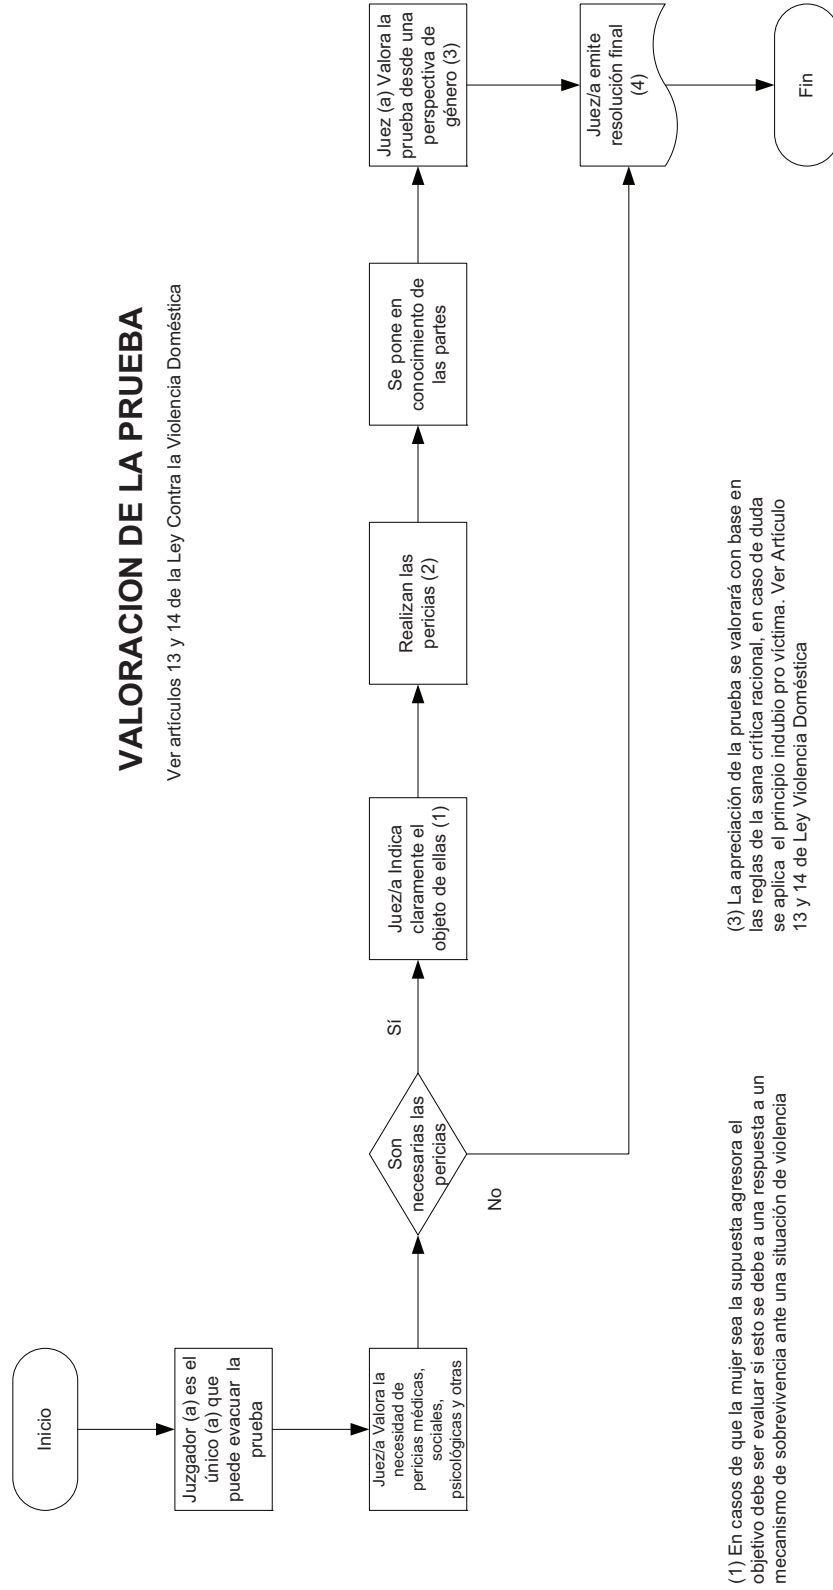 VALORACION DE LA PRUEBA
Ver artículos 13 y 14 de la Ley Contra la Violencia Doméstica
Inicio
Juzgador (a) es el
único (a) que
puede evacuar la
prueba
Juez/a Valora la
necesidad de
pericias médicas,
sociales,
psicológicas y otras
Son
necesarias las
pericias
Sí
No
Juez/a Indica
claramente el
objeto de ellas (1)
Realizan las
pericias (2)
Se pone en
conocimiento de
las partes
Juez (a) Valora la
prueba desde una
perspectiva de
género (3)
Juez/a emite
resolución final
(4)
Fin
(1) En casos de que la mujer sea la supuesta agresora el
objetivo debe ser evaluar si esto se debe a una respuesta a un
mecanismo de sobrevivencia ante una situación de violencia
(3) La apreciación de la prueba se valorará con base en
las reglas de la sana crítica racional, en caso de duda
se aplica el principio indubio pro víctima. Ver Artículo
13 y 14 de Ley Violencia Doméstica